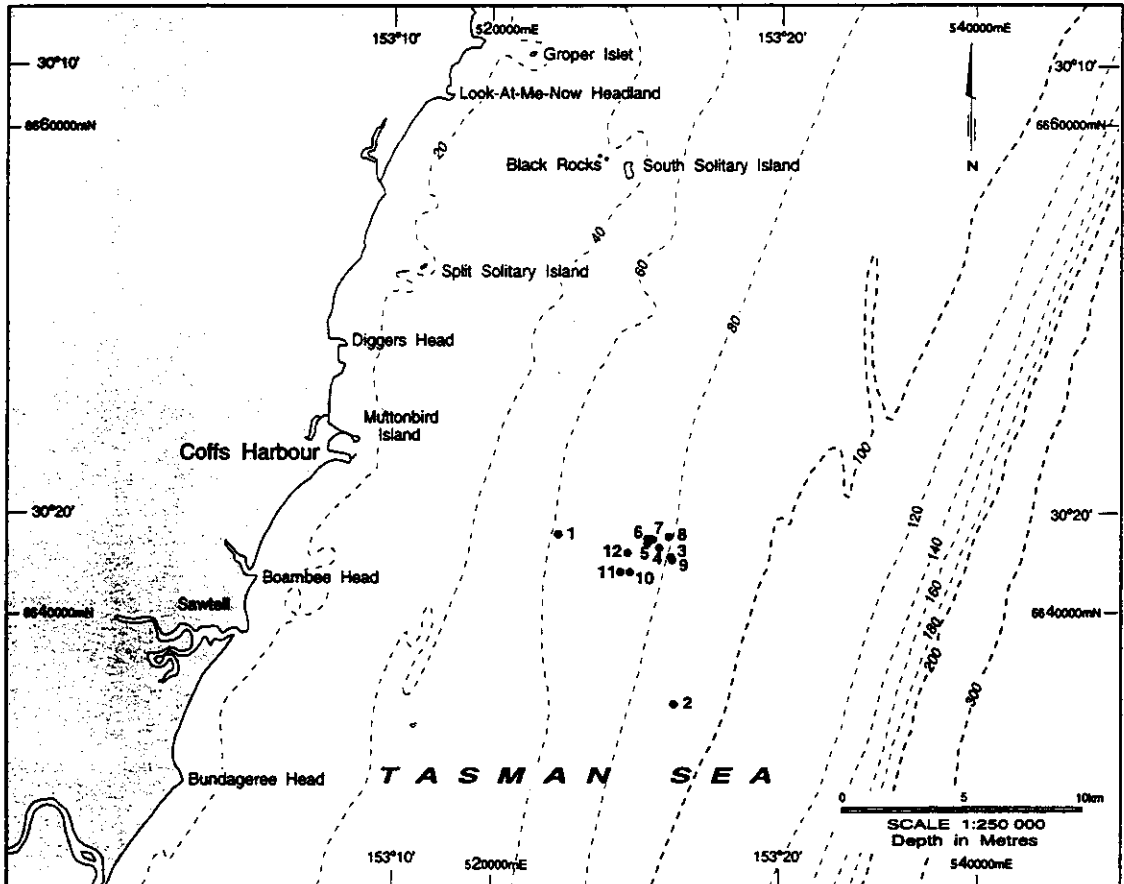 153°10'
520000mE
153°20'
540000mE
30°10'
Groper Islet
30°10'
Look-At-Me-Now Headland
6660000mN
6660000mN
20
Black Rocks
South Solitary Island
N
40
60
Split Solitary Island
80
Diggers Head
Muttonbird
Island
Coffs Harbour
100
30°20'
30°20'
120
1
6
7
8
12
5
4
3
9
11
10
140
Boambee Head
160
Sawtell
6640000mN
6640000mN
180
200
300
2
Bundageree Head
TASMAN SEA
0
5
10km
SCALE 1:250 000
Depth in Metres
153°10'
520000mE
153°20'
540000mE